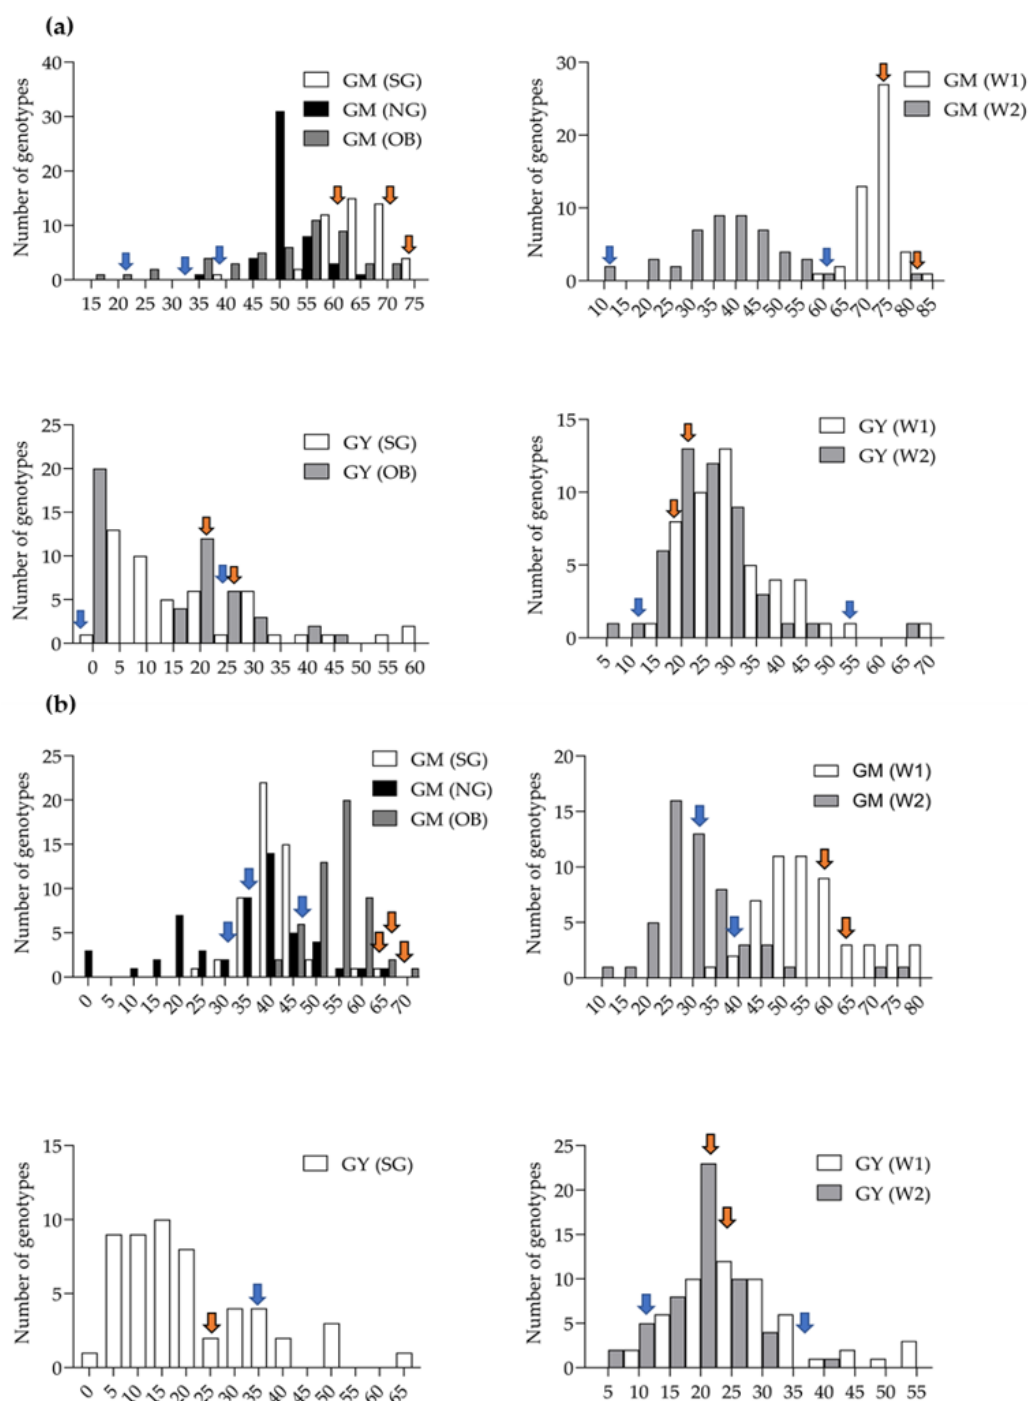 (a)
Number of genotypes
40
30
20
10
0
15 20 25 30 35 40 45 50 55 60 65 70 75
GM (SG)
GM (NG)
GM (OB)
Number of genotypes
30
20
10
0
10 15 20 25 30 35 40 45 50 55 60 65 70 75 80 85
GM (W1)
GM (W2)
Number of genotypes
25
20
15
10
5
0
0 5 10 15 20 25 30 35 40 45 50 55 60
GY (SG)
GY (OB)
Number of genotypes
15
10
5
0
5 10 15 20 25 30 35 40 45 50 55 60 65 70
GY (W1)
GY (W2)
(b)
Number of genotypes
25
20
15
10
5
0
0 5 10 15 20 25 30 35 40 45 50 55 60 65 70
GM (SG)
GM (NG)
GM (OB)
Number of genotypes
20
15
10
5
0
10 15 20 25 30 35 40 45 50 55 60 65 70 75 80
GM (W1)
GM (W2)
Number of genotypes
15
10
5
0
0 5 10 15 20 25 30 35 40 45 50 55 60 65
GY (SG)
Number of genotypes
25
20
15
10
5
0
5 10 15 20 25 30 35 40 45 50 55
GY (W1)
GY (W2)